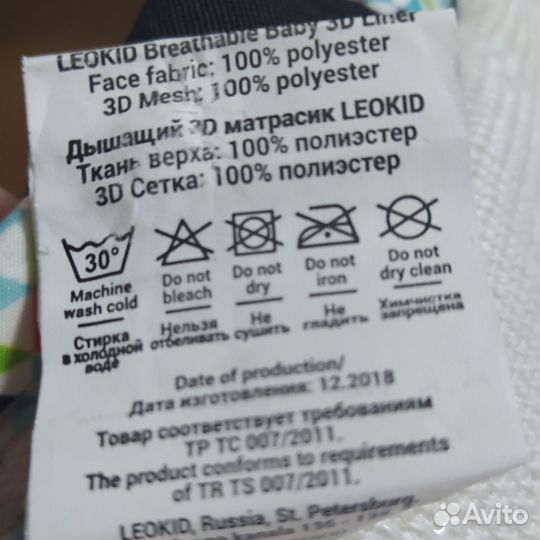 LEOKID Breathable Baby 3D Liner
Face fabric: 100% polyester
3D Mesh: 100% polyester
Дышащий 3D матрасик LEOKID
Ткань верха: 100% полиэстер
3D Сетка: 100% полиэстер
30°
Machine wash cold
Стирка в холодной воде
Do not bleach
Нельзя отбеливать
Do not dry
Не сушить
Do not iron
Не гладить
Do not dry clean
Химчистка запрещена
Date of production/
Дата изготовления: 12.2018
Товар соответствует требованиям
ТР ТС 007/2011.
The product conforms to requirements
of TR TS 007/2011.
LEOKID, Russia, St. Petersburg,
kanala 136 -
Avito